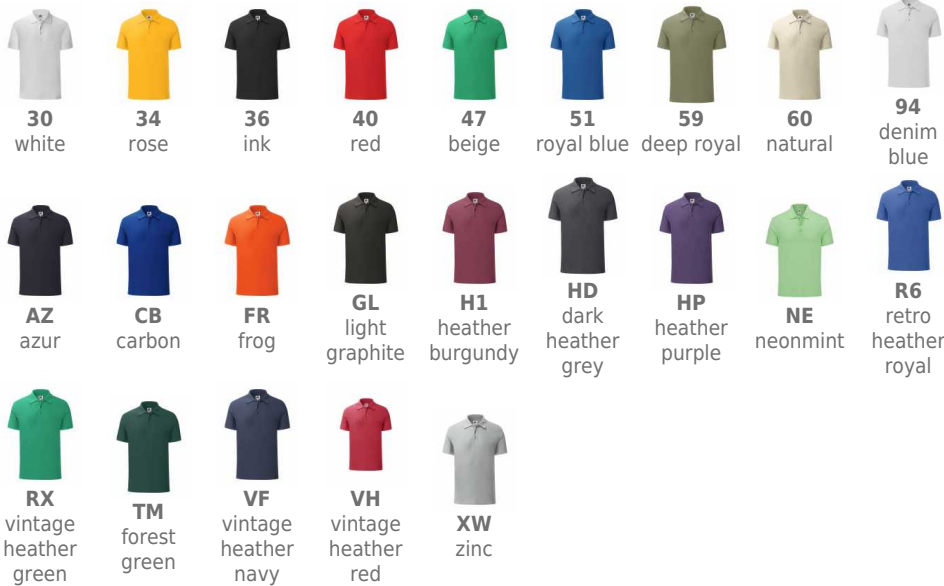 30
white
34
rose
36
ink
40
red
47
beige
51
royal blue
59
deep royal
60
natural
94
denim
blue
AZ
azur
CB
carbon
FR
frog
GL
light
graphite
H1
heather
burgundy
HD
dark
heather
grey
HP
heather
purple
NE
neonmint
R6
retro
heather
royal
RX
vintage
heather
green
TM
forest
green
VF
vintage
heather
navy
VH
vintage
heather
red
XW
zinc